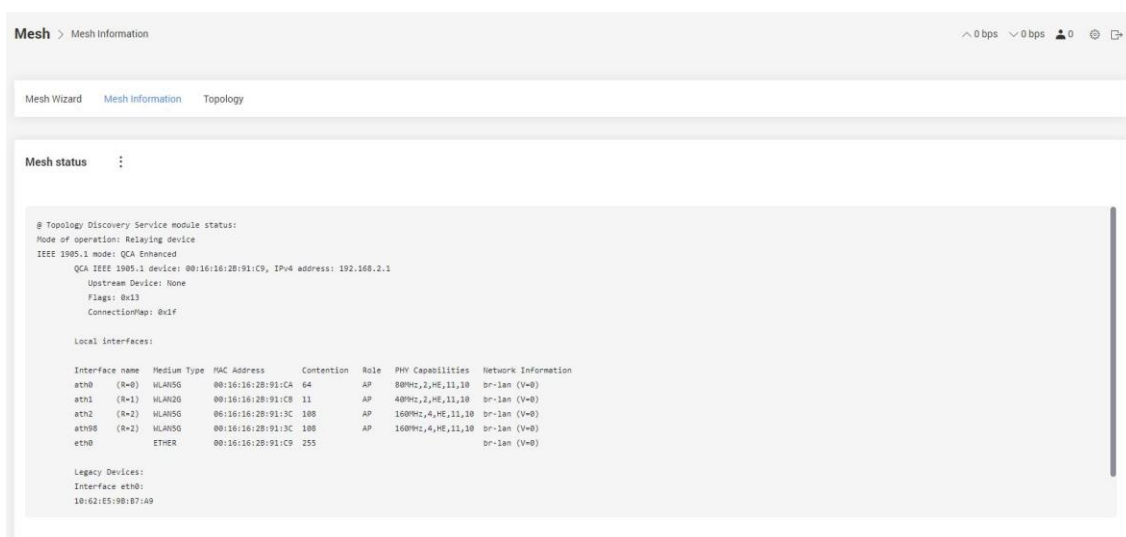 Mesh > Mesh Information
0 bps 0 bps 0
Mesh Wizard Mesh Information Topology
Mesh status
@ Topology Discovery Service module status:
Mode of operation: Relaying device
IEEE 1905.1 mode: QCA Enhanced
QCA IEEE 1905.1 device: 00:16:16:2B:91:C9, IPv4 address: 192.168.2.1
Upstream Device: None
Flags: 0x13
ConnectionMap: 0x1f
Local interfaces:
Interface name Medium Type MAC Address Contention Role PHY Capabilities Network Information
ath0 (R=0) WLAN5G 00:16:16:2B:91:CA 64 AP 80MHz,2,HE,11,10 br-lan (V=0)
ath1 (R=1) WLAN2G 00:16:16:2B:91:C8 11 AP 40MHz,2,HE,11,10 br-lan (V=0)
ath2 (R=2) WLAN5G 06:16:16:2B:91:3C 108 AP 160MHz,4,HE,11,10 br-lan (V=0)
ath98 (R=2) WLAN5G 00:16:16:2B:91:3C 108 AP 160MHz,4,HE,11,10 br-lan (V=0)
eth0 ETHER 00:16:16:2B:91:C9 255 br-lan (V=0)
Legacy Devices:
Interface eth0:
10:62:E5:9B:B7:A9